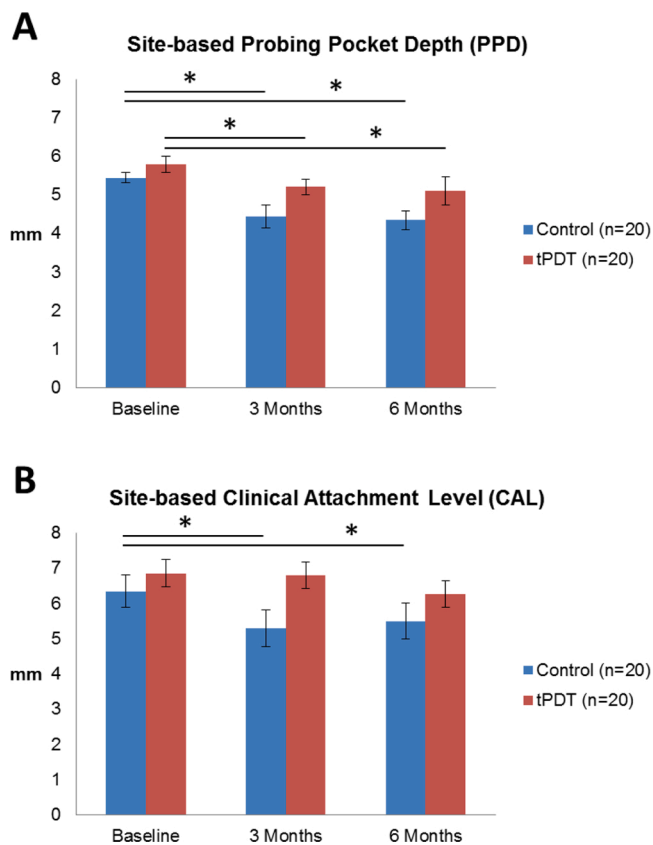 A
Site-based Probing Pocket Depth (PPD)
8
*
*
7
*
*
6
5
mm
4
Control (n=20)
3
tPDT (n=20)
2
1
0
Baseline 3 Months 6 Months
B
Site-based Clinical Attachment Level (CAL)
8
* *
7
6
5
mm
4
Control (n=20)
3
tPDT (n=20)
2
1
0
Baseline 3 Months 6 Months